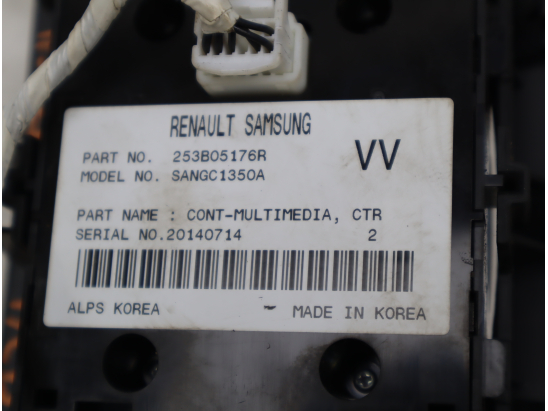 RENAULT SAMSUNG
VV
PART NO. 253B05176R
MODEL NO. SANGC1350A
PART NAME : CONT-MULTIMEDIA, CTR
SERIAL NO.20140714 2
ALPS KOREA MADE IN KOREA